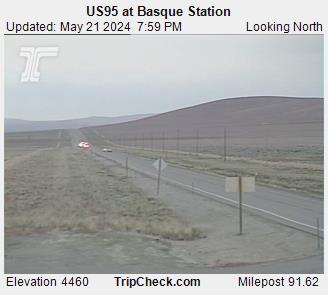 US95 at Basque Station
Updated: May 21 2024 7:59 PM Looking North
Elevation 4460 TripCheck.com Milepost 91.62